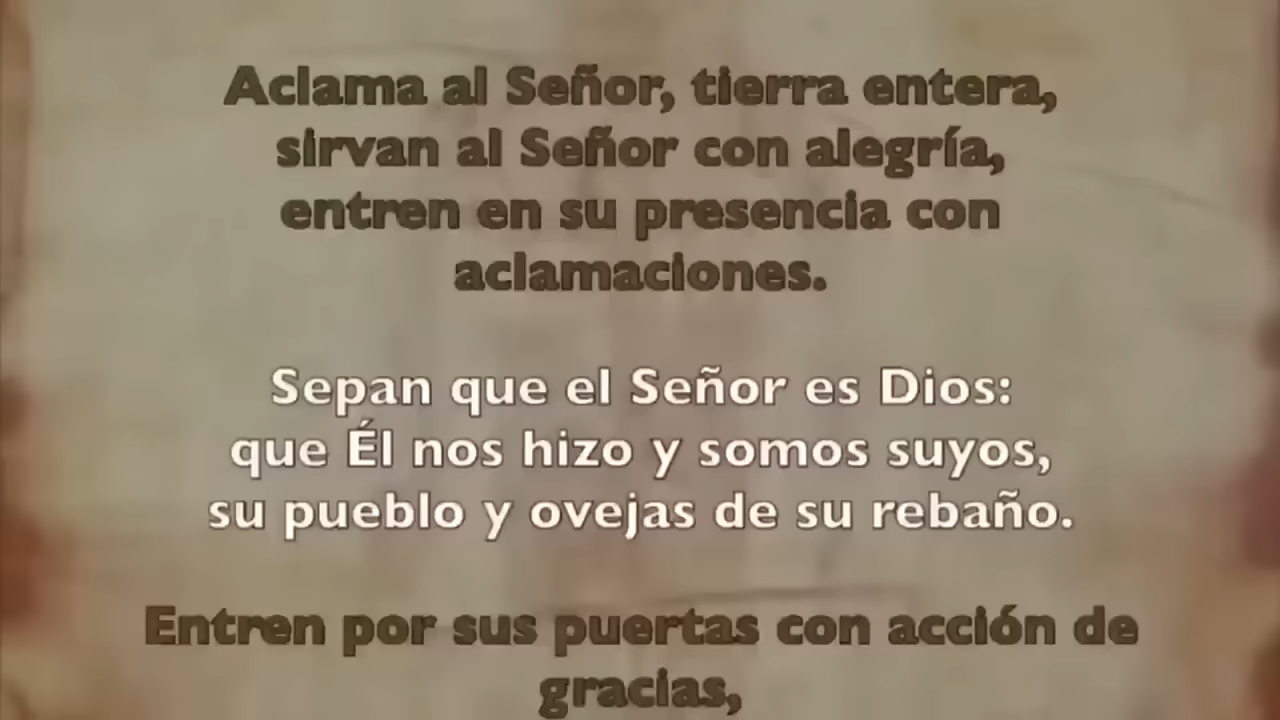 Aclama al Señor, tierra entera,
sirvan al Señor con alegría,
entren en su presencia con
aclamaciones.
Sepan que el Señor es Dios:
que Él nos hizo y somos suyos,
su pueblo y ovejas de su rebaño.
Entren por sus puertas con acción de
gracias,